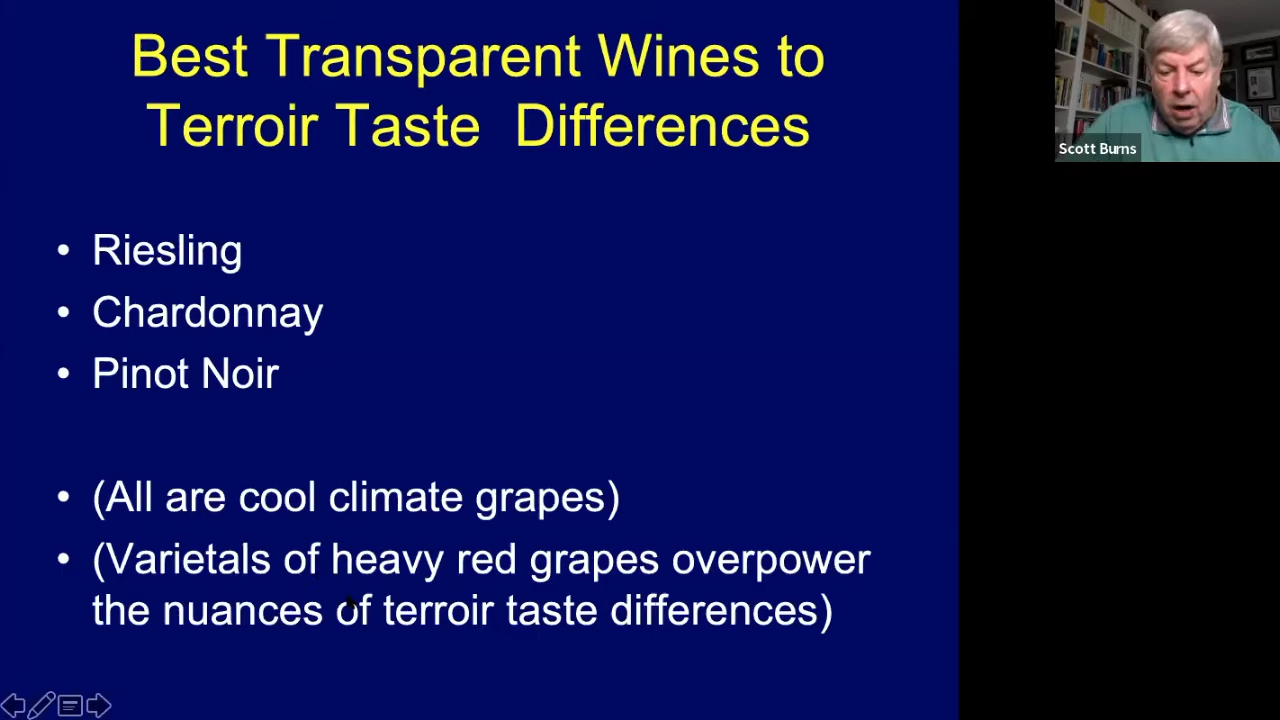 Best Transparent Wines to
Terroir Taste  Differences
• Riesling
• Chardonnay
• Pinot Noir
• (All are cool climate grapes)
• (Varietals of heavy red grapes overpower
the nuances of terroir taste differences)
Scott Burns